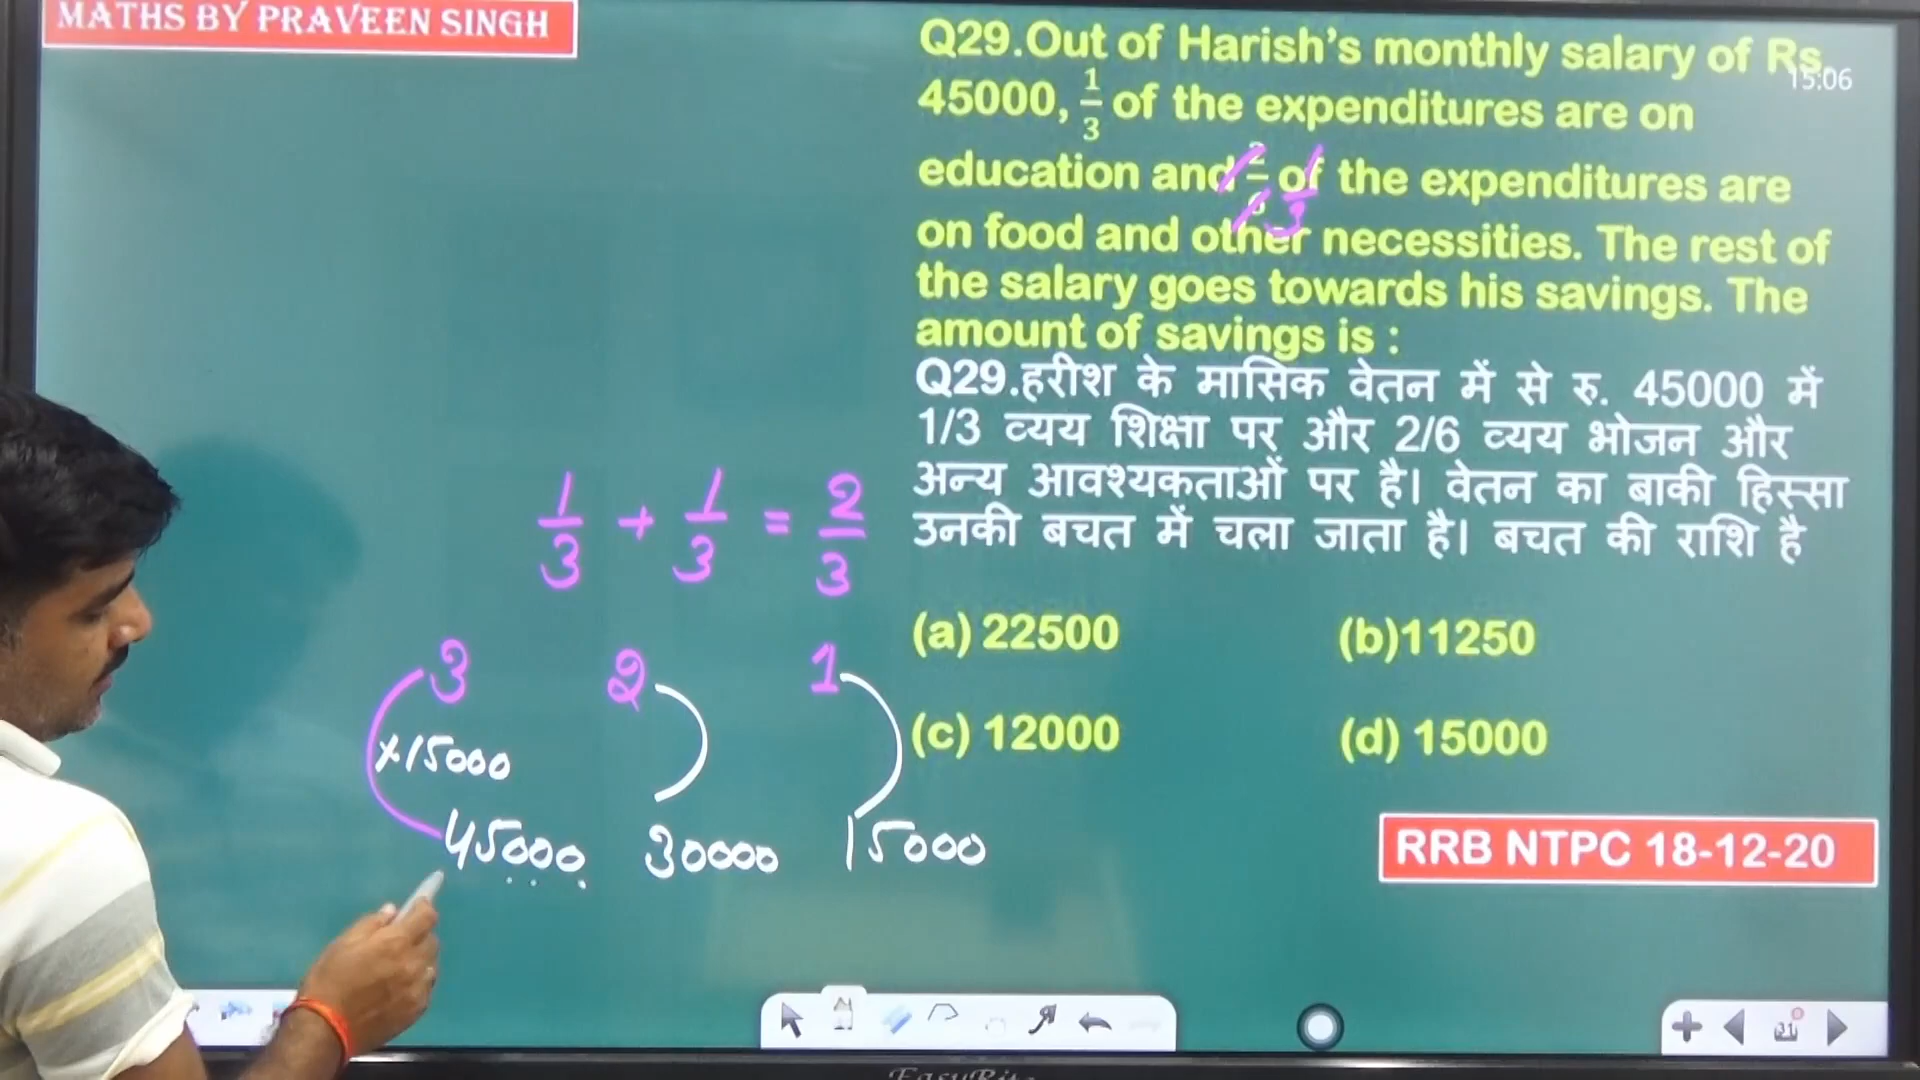 MATHS BY PRAVEEN SINGH
Q29.Out of Harish's monthly salary of Rs.
15:06
45000, 1/3 of the expenditures are on
education and 2/6 of the expenditures are
1/3
on food and other necessities. The rest of
the salary goes towards his savings. The
amount of savings is :
Q29.हरीश के मासिक वेतन में से रु. 45000 में
1/3 व्यय शिक्षा पर और 2/6 व्यय भोजन और
अन्य आवश्यकताओं पर है। वेतन का बाकी हिस्सा
उनकी बचत में चला जाता है। बचत की राशि है
1/3 + 1/3 = 2/3
(a) 22500 (b)11250
3 2 1
(c) 12000 (d) 15000
×15000
45000 30000 15000
RRB NTPC 18-12-20
31